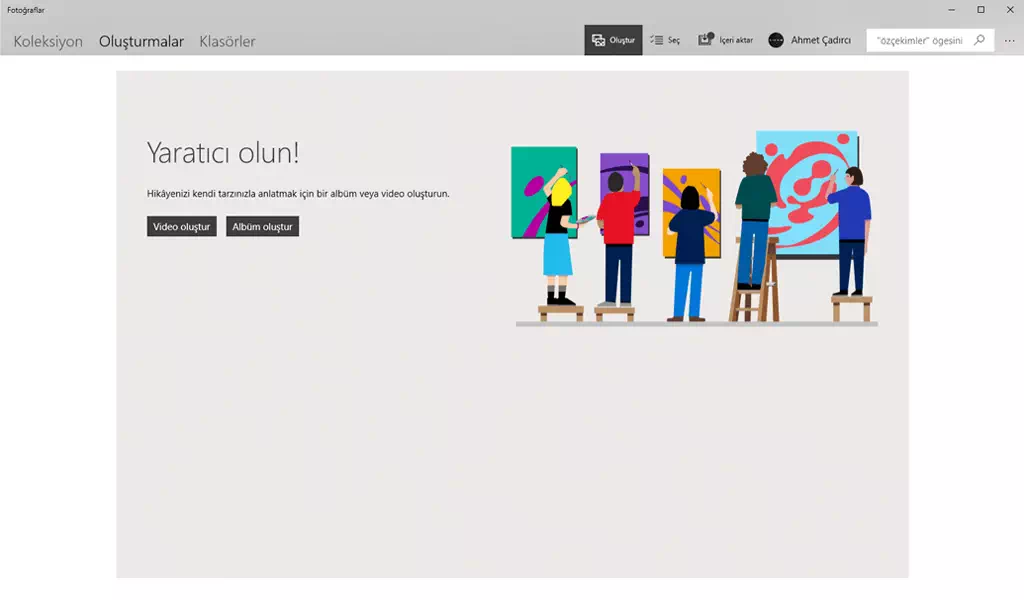 Fotoğraflar
Koleksiyon Oluşturmalar Klasörler Oluştur Seç İçeri aktar Ahmet Çadırcı "özçekimler" ögesini
Yaratıcı olun!
Hikâyenizi kendi tarzınızla anlatmak için bir albüm veya video oluşturun.
Video oluştur Albüm oluştur